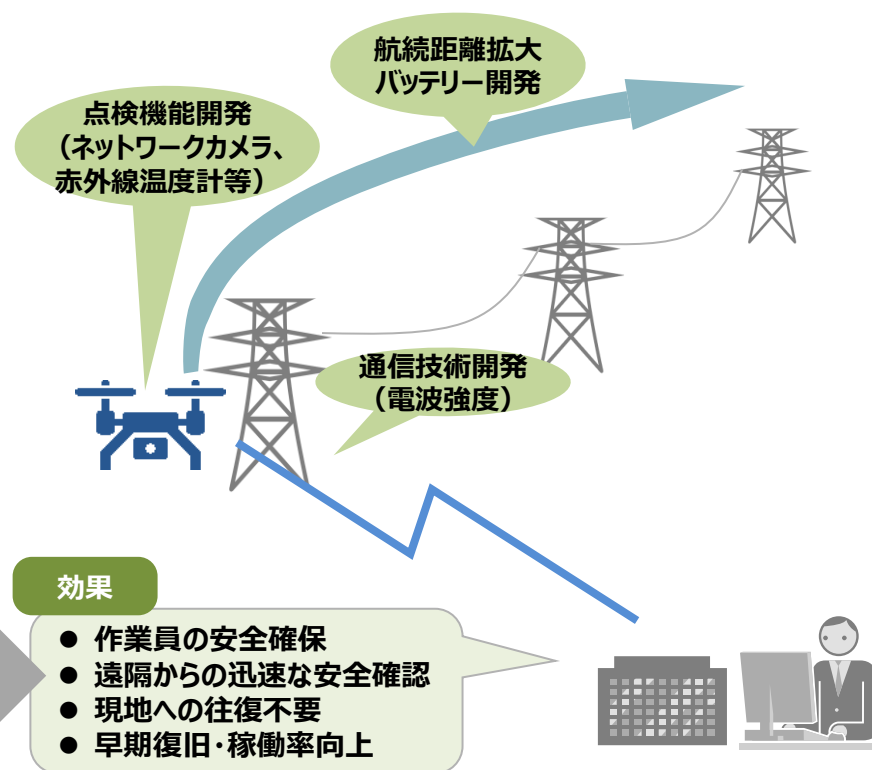 航続距離拡大
バッテリー開発
点検機能開発
（ネットワークカメラ、
赤外線温度計等）
通信技術開発
（電波強度）
効果
● 作業員の安全確保
● 遠隔からの迅速な安全確認
● 現地への往復不要
● 早期復旧・稼働率向上